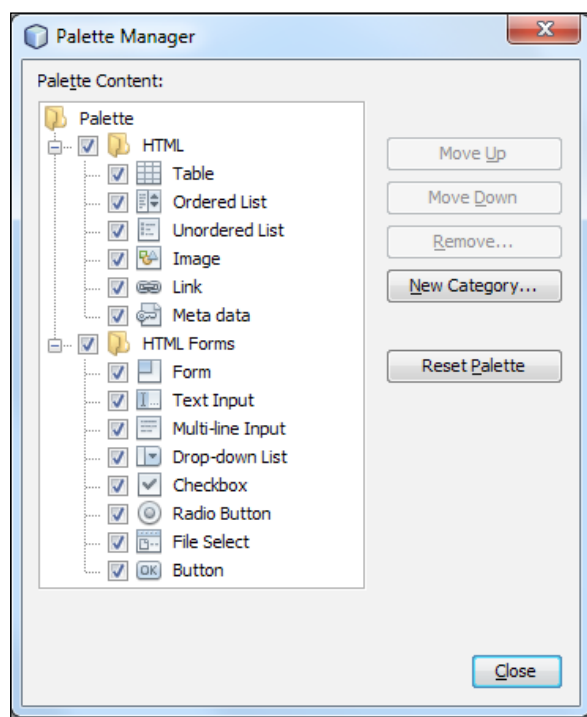 Palette Manager
Palette Content:
Palette
HTML
Table
Ordered List
Unordered List
Image
Link
Meta data
HTML Forms
Form
Text Input
Multi-line Input
Drop-down List
Checkbox
Radio Button
File Select
OK Button
Move Up
Move Down
Remove...
New Category...
Reset Palette
Close